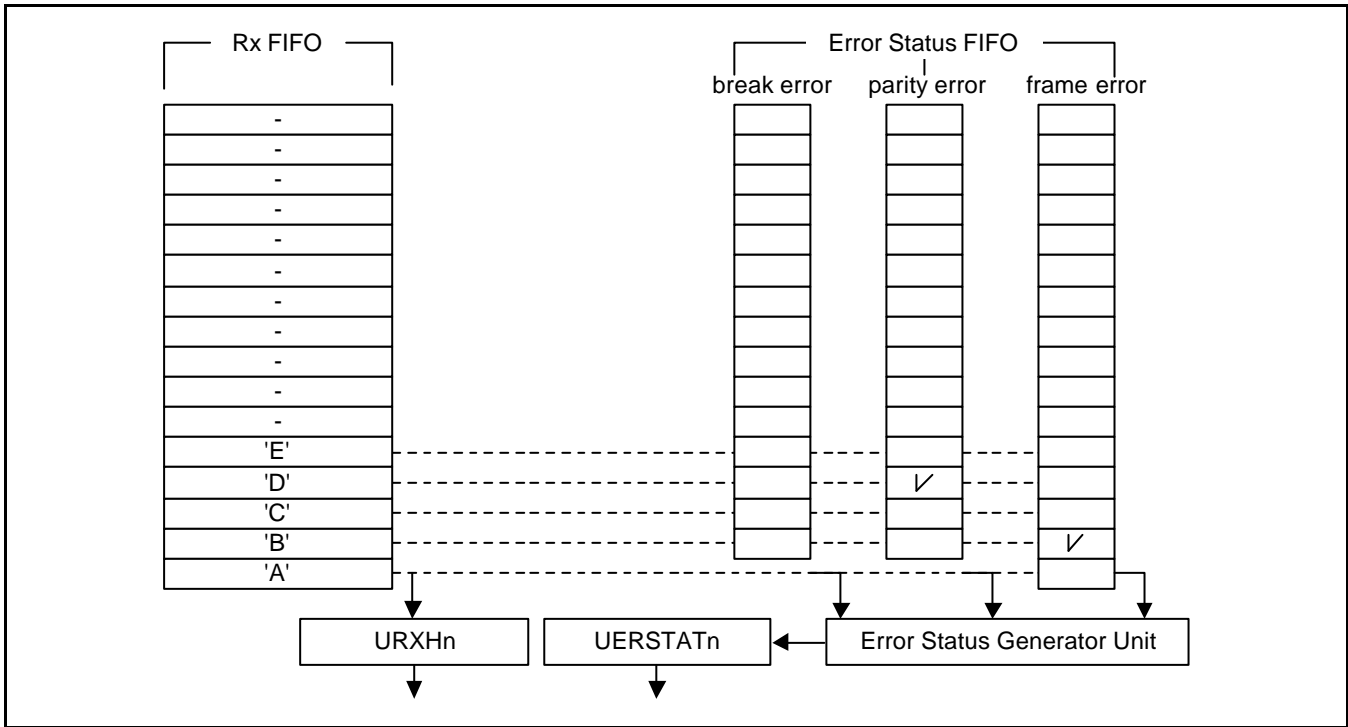 Rx FIFO
Error Status FIFO
break error
parity error
frame error
-
-
-
-
-
-
-
-
-
-
-
'E'
'D'
'C'
'B'
'A'
URXHn
UERSTATn
Error Status Generator Unit